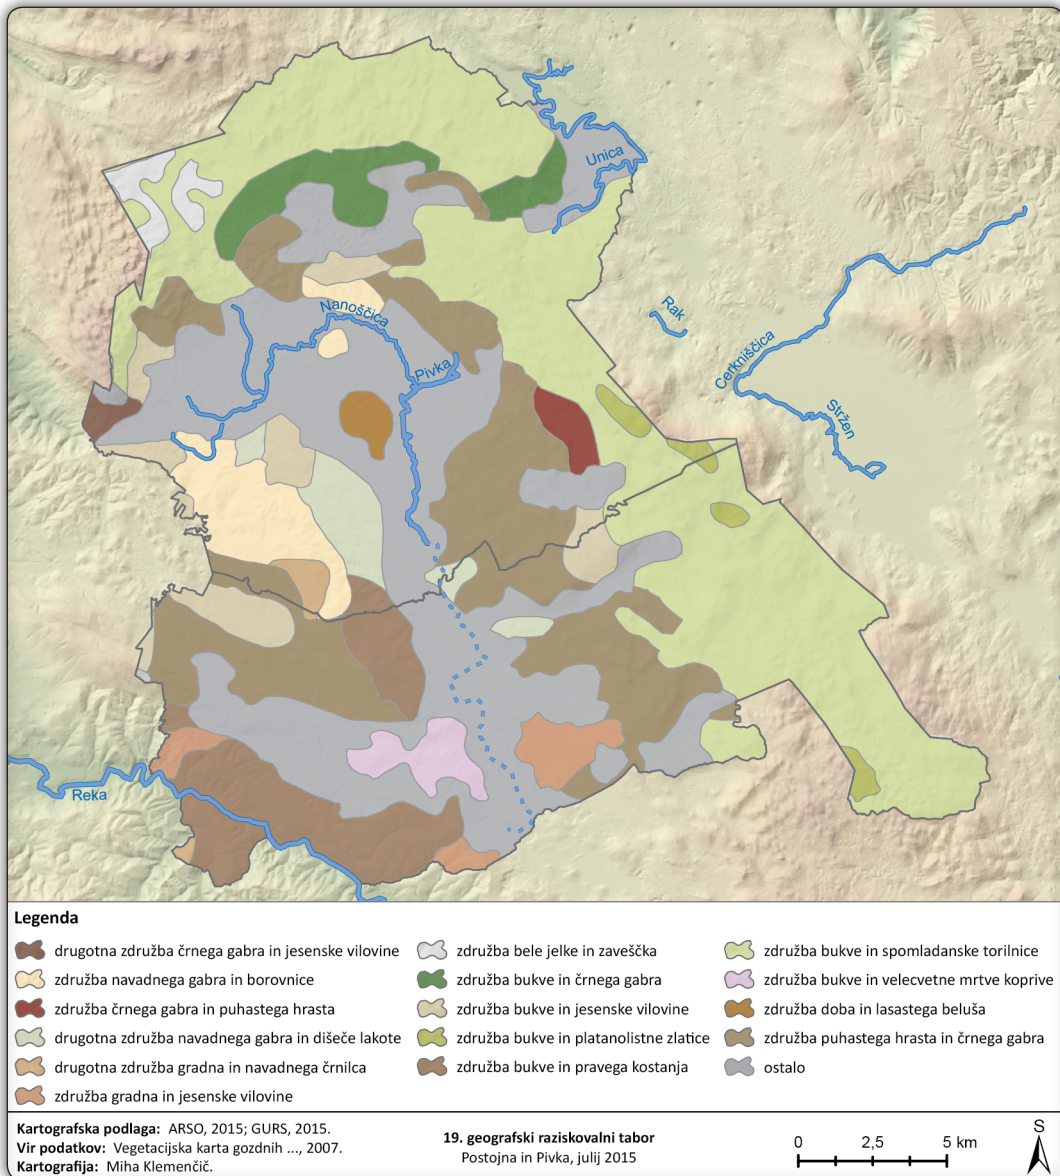 Unica
Rak
Nanoščica
Cerkniščica
Pivka
Stržen
Reka
Legenda
drugotna združba črnega gabra in jesenske vilovine
združba navadnega gabra in borovnice
združba črnega gabra in puhastega hrasta
drugotno združba navadnega gabra in dišeče lakote
drugotno združba gradna in navadnega črnilca
združba gradna in jesenske vilovine
združba bele jelke in zaveščka
združba bukve in črnega gabra
združba bukve in jesenske vilovine
združba bukve in platanolistne zlatice
združba bukve in pravega kostanja
združba bukve in spomladanske torilnice
združba bukve in velecvetne mrtve koprive
združba doba in lasastega beluša
združba puhastega hrasta in črnega gabra
ostalo
Kartografska podlaga: ARSO, 2015; GURS, 2015.
Vir podatkov: Vegetacijska karta gozdnih ..., 2007.
Kartografija: Miha Klemenčič.
19. geografski raziskovalni tabor
Postojna in Pivka, julij 2015
0 2,5 5 km
S